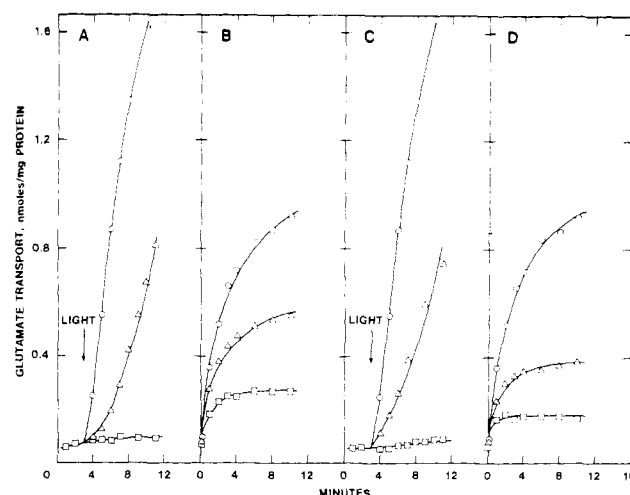 A B C D
1.6
1.2
0.8
0.4
0
GLUTAMATE TRANSPORT, nmoles/mg PROTEIN
LIGHT
LIGHT
4 8 12 0 4 8 12 0 4 8 12 0 4 8 12
MINUTES